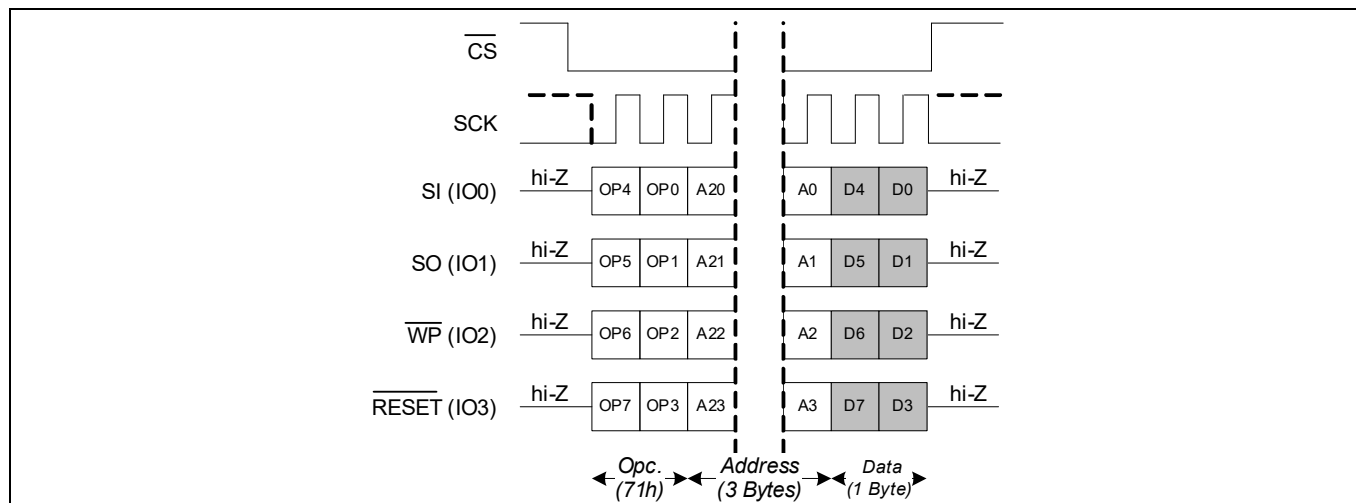 CS
SCK
SI (IO0) hi-Z OP4 OP0 A20 A0 D4 D0 hi-Z
SO (IO1) hi-Z OP5 OP1 A21 A1 D5 D1 hi-Z
WP (IO2) hi-Z OP6 OP2 A22 A2 D6 D2 hi-Z
RESET (IO3) hi-Z OP7 OP3 A23 A3 D7 D3 hi-Z
Opc. Address Data
(71h) (3 Bytes) (1 Byte)